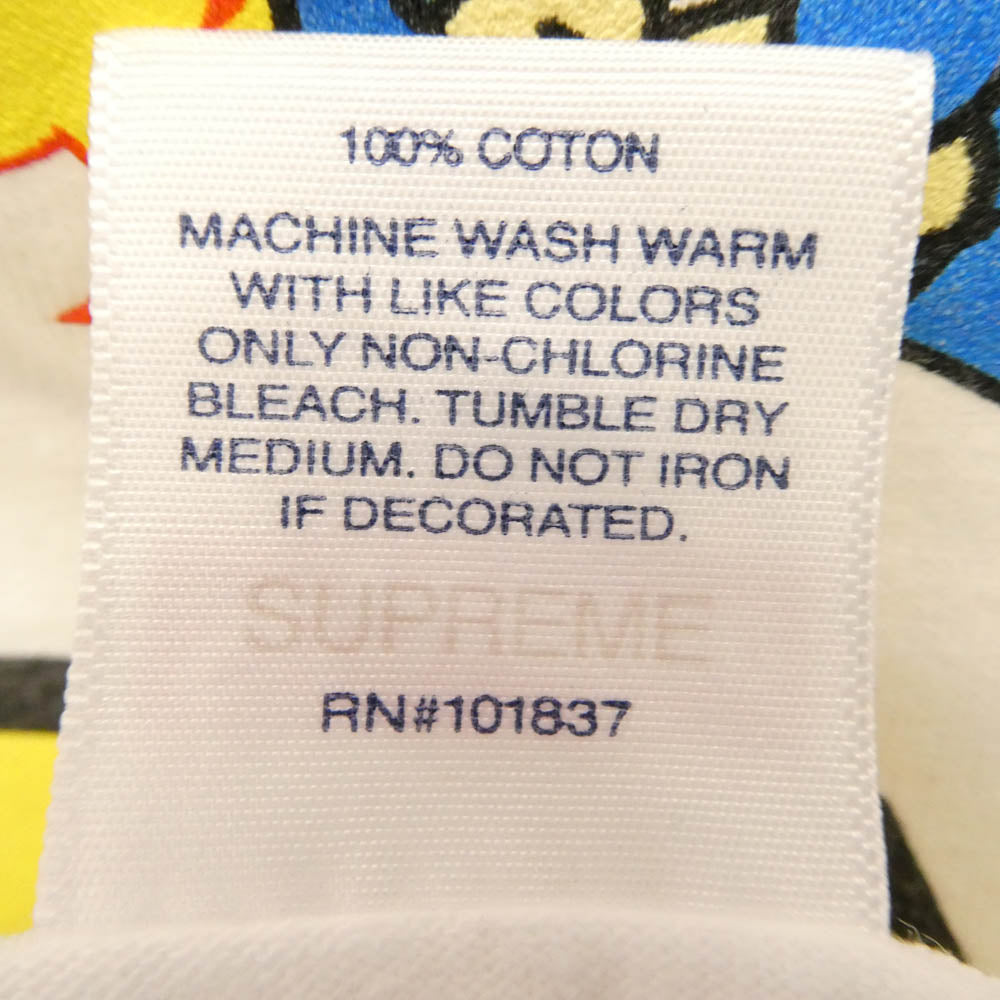 100% COTON
MACHINE WASH WARM
WITH LIKE COLORS
ONLY NON-CHLORINE
BLEACH. TUMBLE DRY
MEDIUM. DO NOT IRON
IF DECORATED.
SUPREME
RN#101837